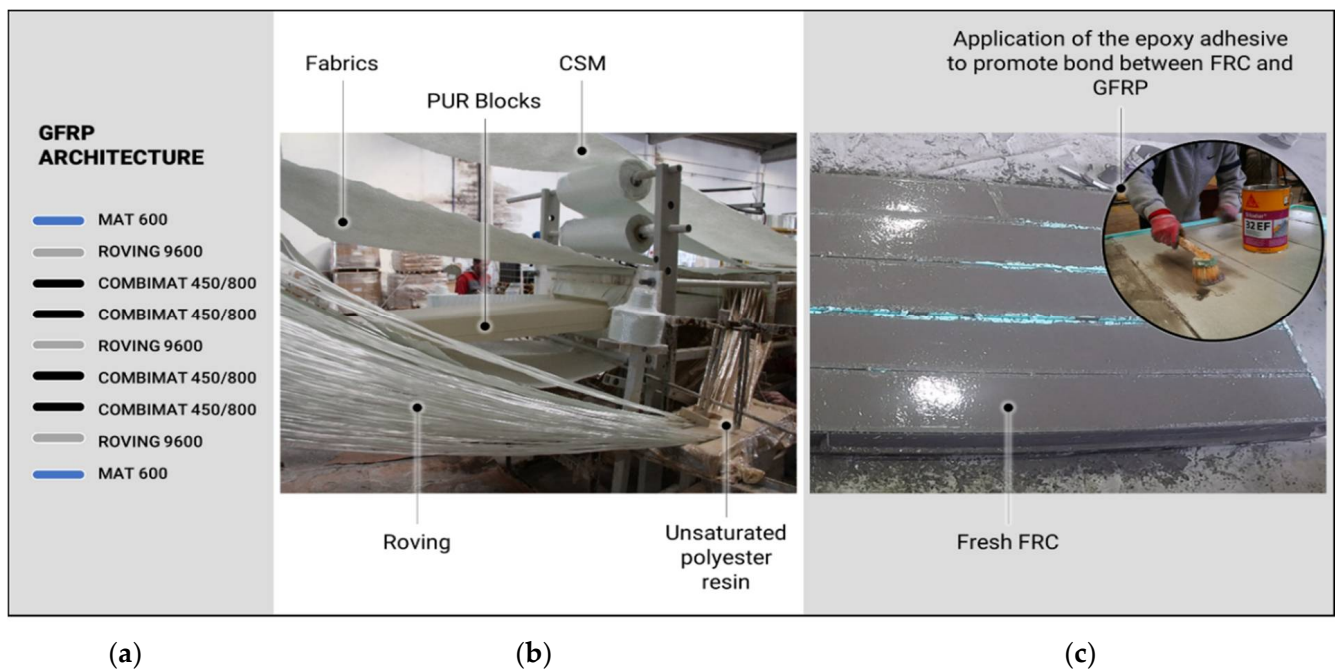 GFRP
ARCHITECTURE
MAT 600
ROVING 9600
COMBIMAT 450/800
COMBIMAT 450/800
ROVING 9600
COMBIMAT 450/800
COMBIMAT 450/800
ROVING 9600
MAT 600
Fabrics
PUR Blocks
CSM
Roving
Unsaturated
polyester
resin
Application of the epoxy adhesive
to promote bond between FRC and
GFRP
32 EF
Fresh FRC
(a)
(b)
(c)